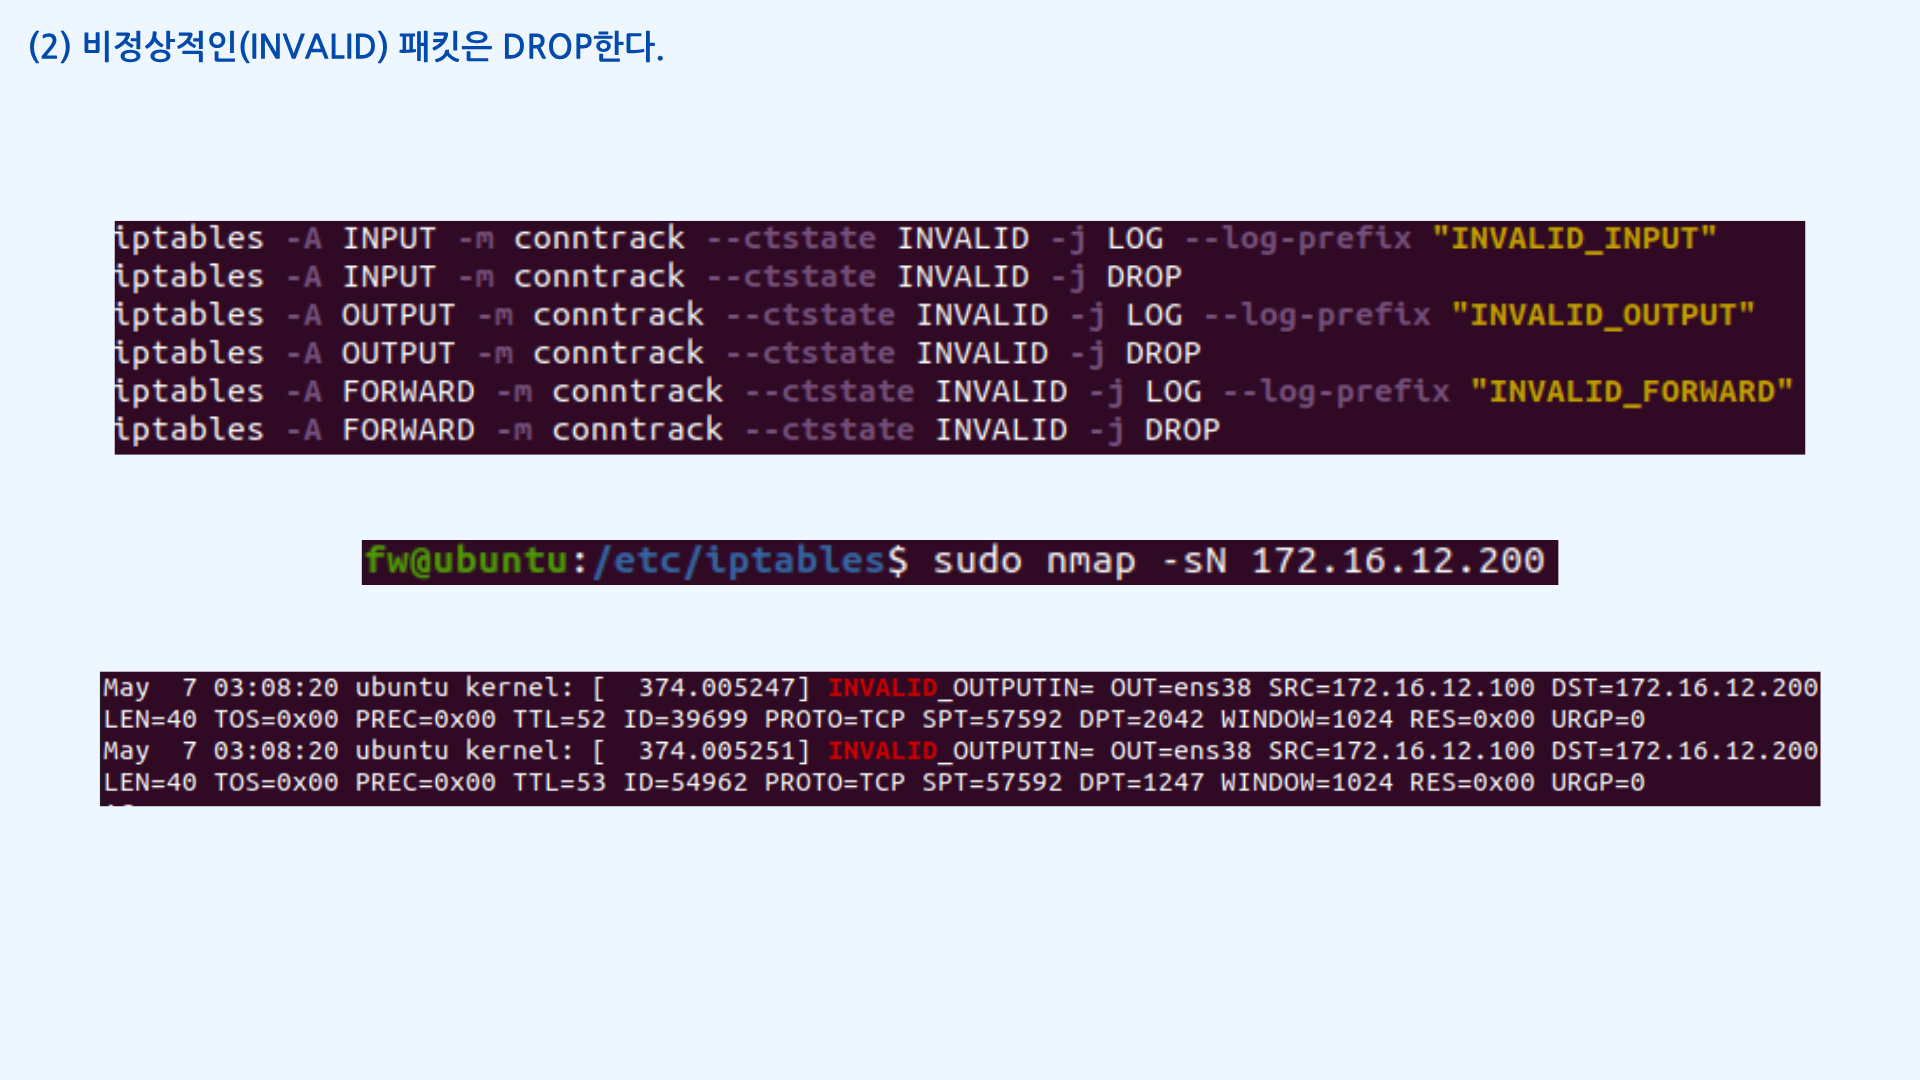 (2) 비정상적인(INVALID) 패킷은 DROP한다.
iptables -A INPUT -m conntrack --ctstate INVALID -j LOG --log-prefix "INVALID_INPUT"
iptables -A INPUT -m conntrack --ctstate INVALID -j DROP
iptables -A OUTPUT -m conntrack --ctstate INVALID -j LOG --log-prefix "INVALID_OUTPUT"
iptables -A OUTPUT -m conntrack --ctstate INVALID -j DROP
iptables -A FORWARD -m conntrack --ctstate INVALID -j LOG --log-prefix "INVALID_FORWARD"
iptables -A FORWARD -m conntrack --ctstate INVALID -j DROP
fw@ubuntu:/etc/iptables$ sudo nmap -sN 172.16.12.200
May  7 03:08:20 ubuntu kernel: [  374.005247] INVALID_OUTPUTIN= OUT=ens38 SRC=172.16.12.100 DST=172.16.12.200
LEN=40 TOS=0x00 PREC=0x00 TTL=52 ID=39699 PROTO=TCP SPT=57592 DPT=2042 WINDOW=1024 RES=0x00 URGP=0
May  7 03:08:20 ubuntu kernel: [  374.005251] INVALID_OUTPUTIN= OUT=ens38 SRC=172.16.12.100 DST=172.16.12.200
LEN=40 TOS=0x00 PREC=0x00 TTL=53 ID=54962 PROTO=TCP SPT=57592 DPT=1247 WINDOW=1024 RES=0x00 URGP=0